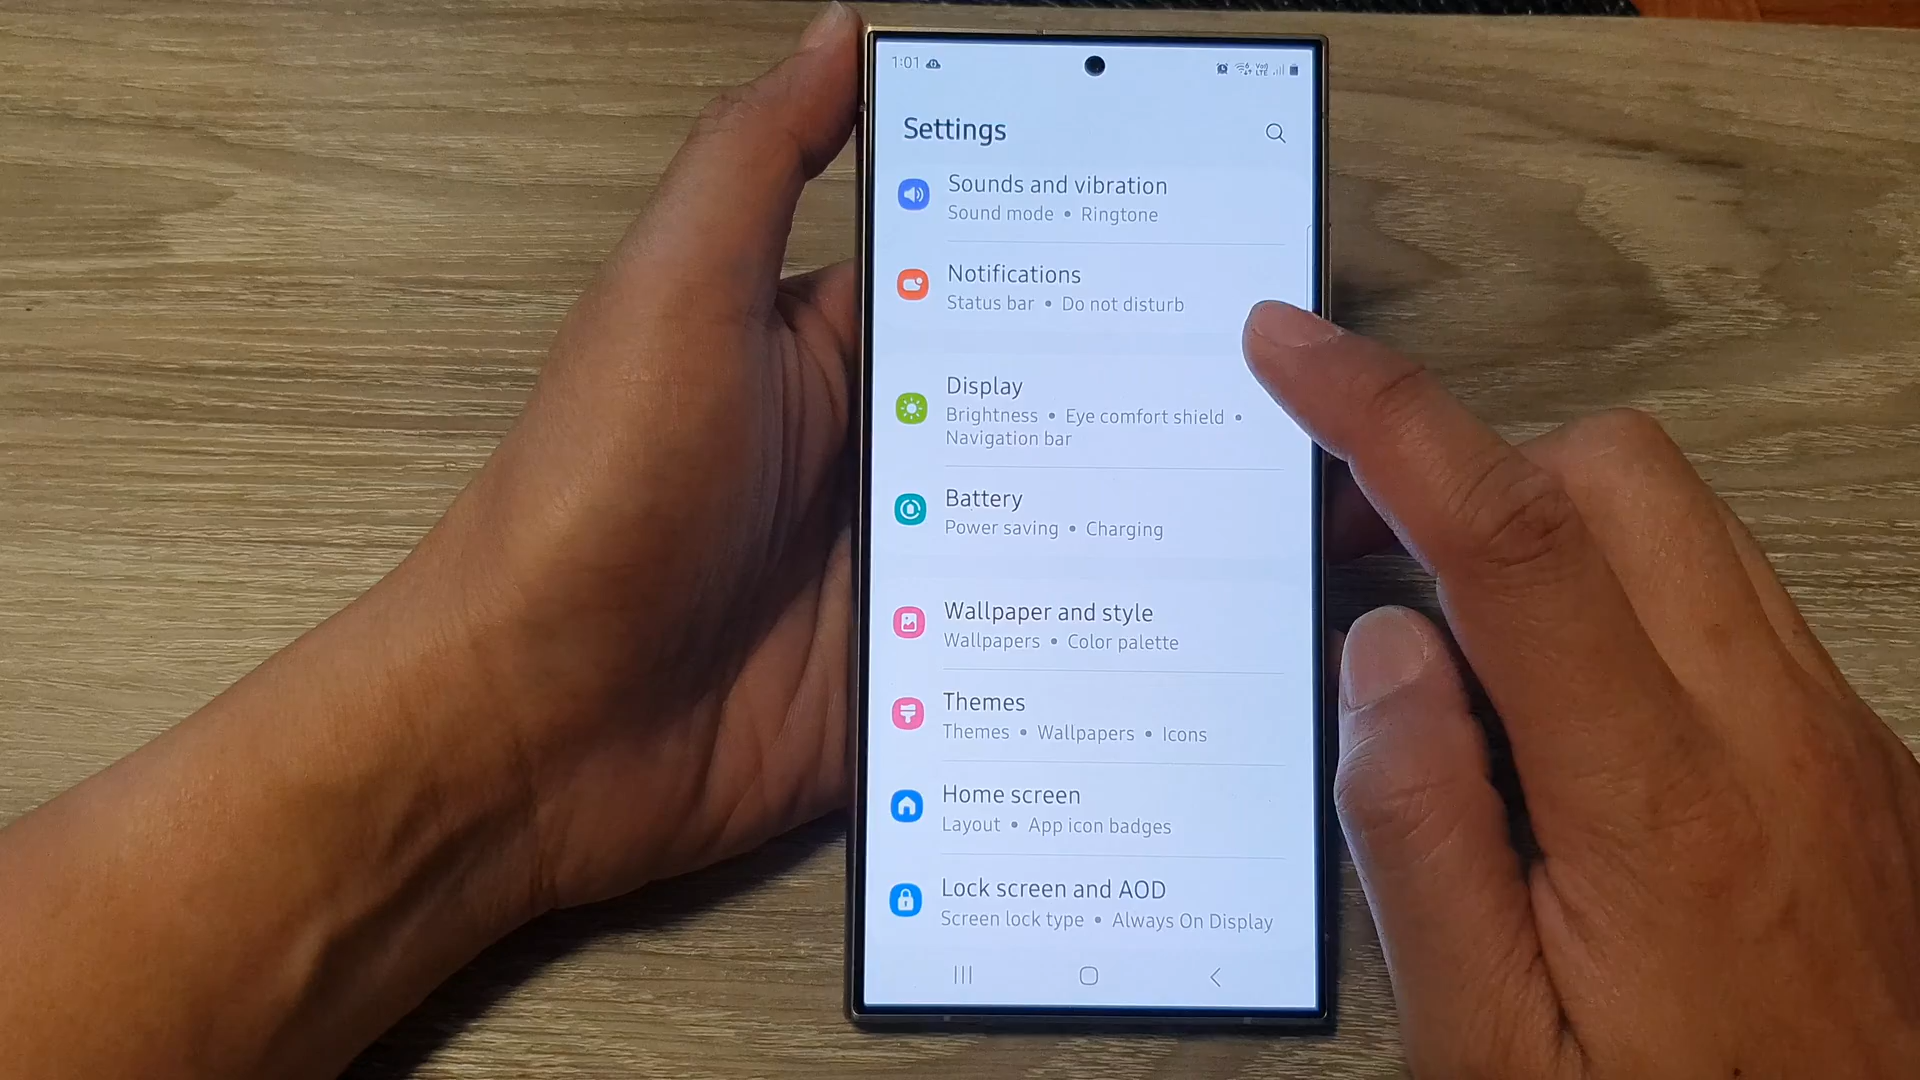 1:01
Settings
Sounds and vibration
Sound mode • Ringtone
Notifications
Status bar • Do not disturb
Display
Brightness • Eye comfort shield •
Navigation bar
Battery
Power saving • Charging
Wallpaper and style
Wallpapers • Color palette
Themes
Themes • Wallpapers • Icons
Home screen
Layout • App icon badges
Lock screen and AOD
Screen lock type • Always On Display